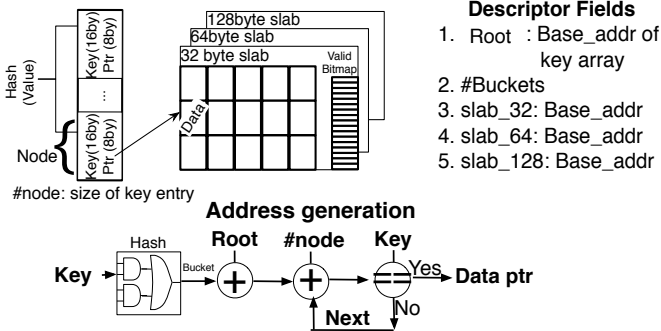 128byte slab
64byte slab
32 byte slab
Valid
Bitmap
Hash
(Value)
Key(16by)
Ptr (8by)
...
Key(16by)
Ptr (8by)
Node
Data
#node: size of key entry
Descriptor Fields
1. Root : Base_addr of
key array
2. #Buckets
3. slab_32: Base_addr
4. slab_64: Base_addr
5. slab_128: Base_addr
Address generation
Hash
Root
#node
Key
Key
Bucket
+
+
==
Yes
Data ptr
No
Next